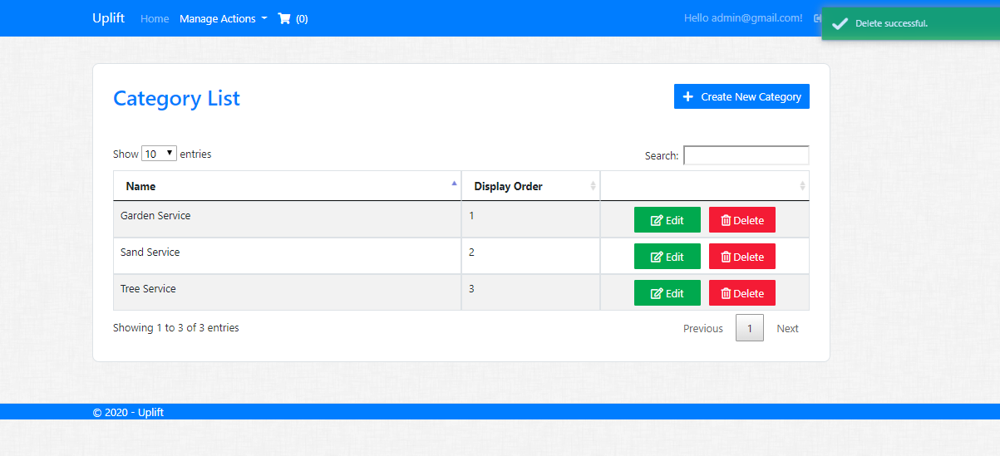 Uplift Home Manage Actions (0) Hello admin@gmail.com!
Delete successful.
Category List
Create New Category
Show 10 entries
Search:
Name Display Order
Garden Service 1 Edit Delete
Sand Service 2 Edit Delete
Tree Service 3 Edit Delete
Showing 1 to 3 of 3 entries
Previous 1 Next
© 2020 - Uplift